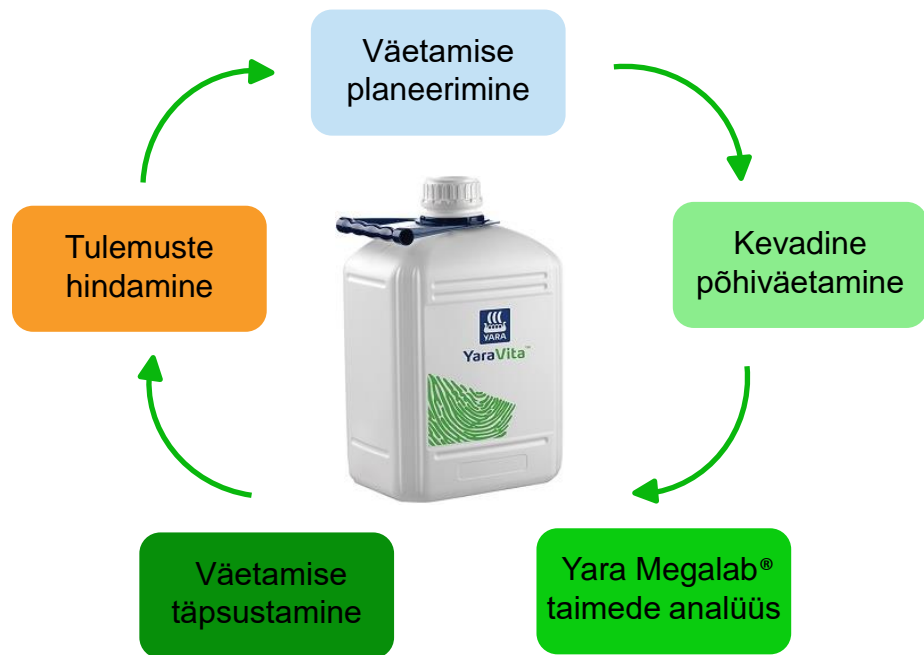 Väetamise
planeerimine
Kevadine
põhiväetamine
Yara Megalab®
taimede analüüs
Väetamise
täpsustamine
Tulemuste
hindamine
YARA
YaraVita™